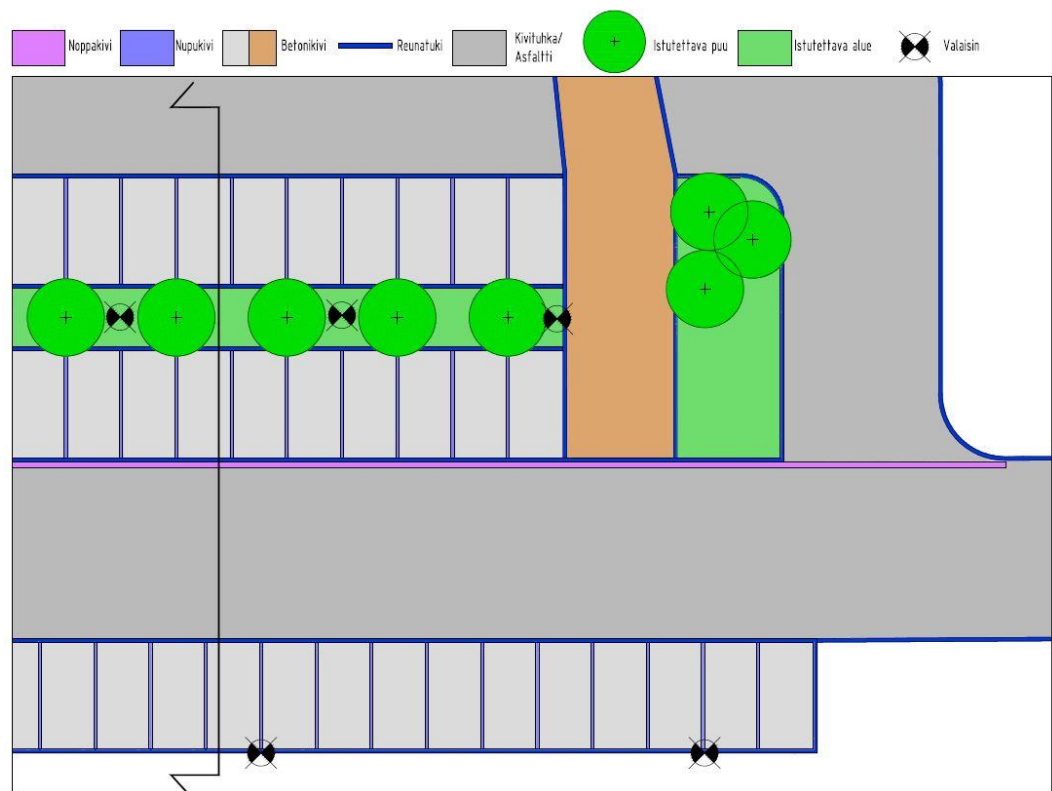 Noppakivi
Nupukivi
Betonikivi
Reunatuki
Kivituhka/
Asfaltti
Istutettava puu
Istutettava alue
Valaisin